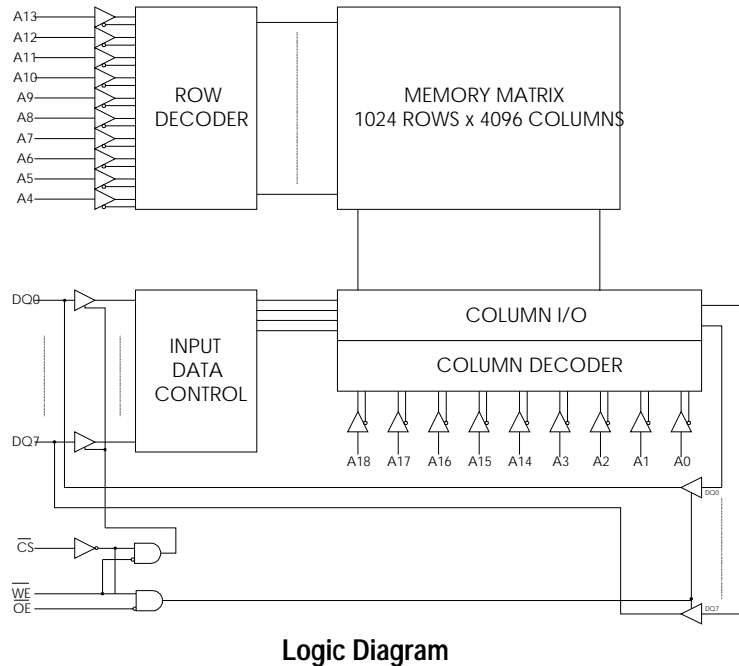 A13
A12
A11
A10
A9
A8
A7
A6
A5
A4
ROW
DECODER
MEMORY MATRIX
1024 ROWS x 4096 COLUMNS
DQ0
DQ7
INPUT
DATA
CONTROL
COLUMN I/O
COLUMN DECODER
A18 A17 A16 A15 A14 A3 A2 A1 A0
DQ0
CS
WE
OE
DQ7
Logic Diagram